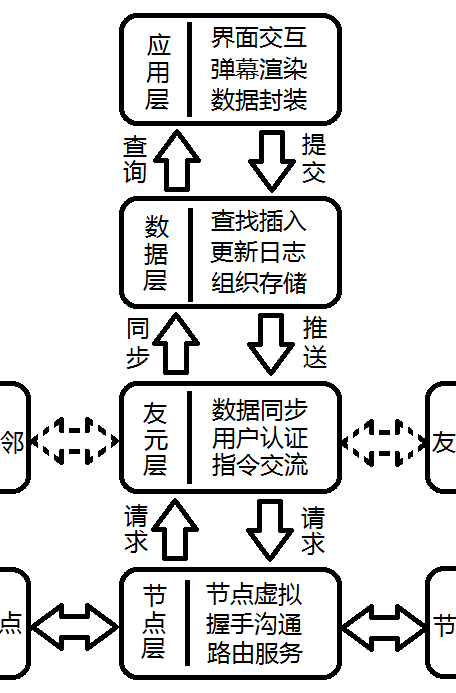 应用层
界面交互
弹幕渲染
数据封装
查询
提交
数据层
查找插入
更新日志
组织存储
同步
推送
邻
友元层
数据同步
用户认证
指令交流
友
请求
请求
点
节点层
节点虚拟
握手沟通
路由服务
节